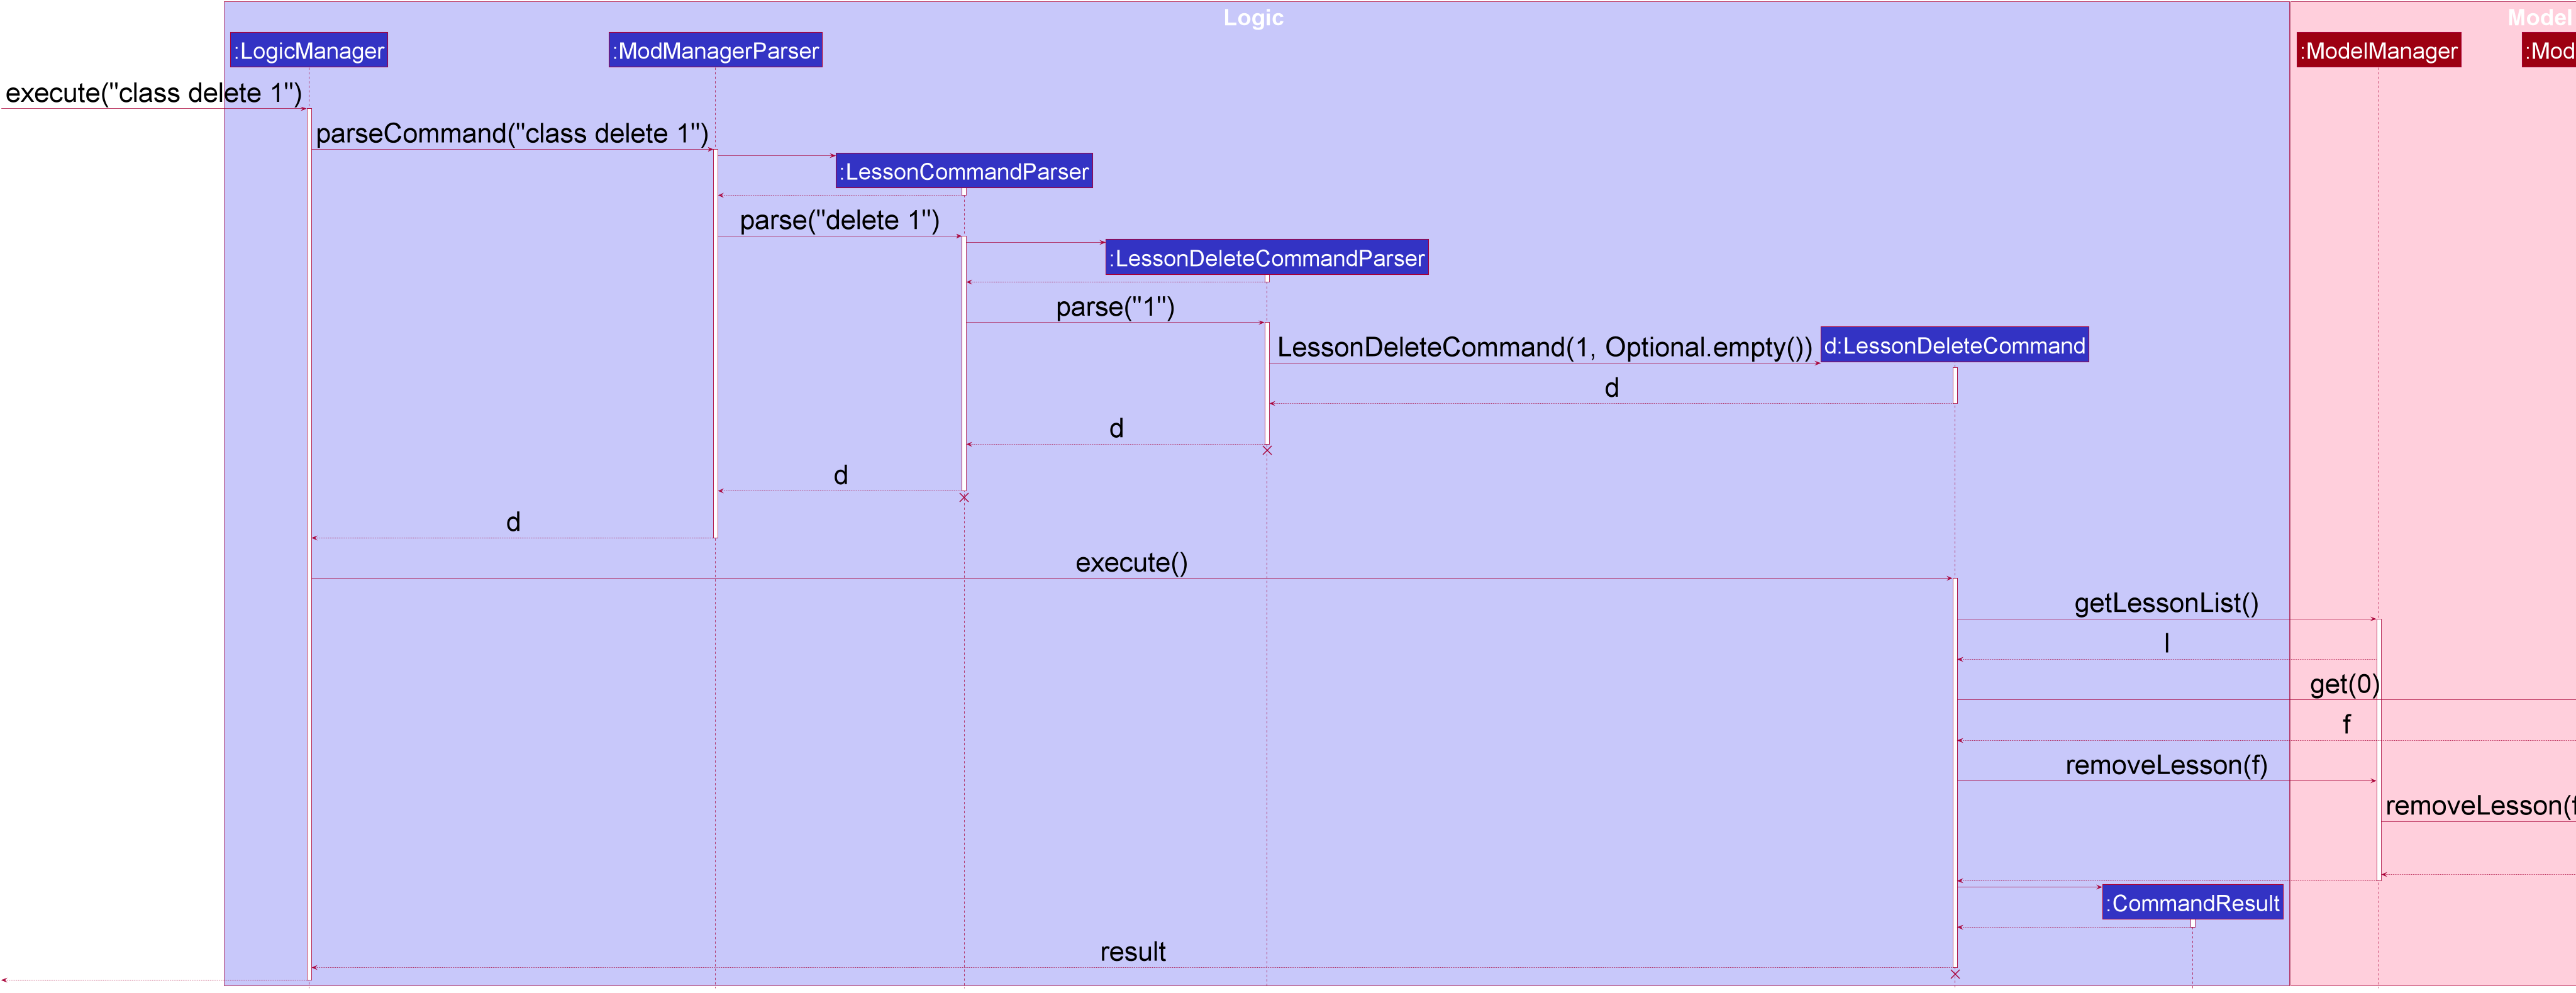 Logic
Model
:LogicManager
:ModManagerParser
:ModelManager
:Mod
execute("class delete 1")
parseCommand("class delete 1")
:LessonCommandParser
parse("delete 1")
:LessonDeleteCommandParser
parse("1")
LessonDeleteCommand(1, Optional.empty())
d:LessonDeleteCommand
d
d
d
d
execute()
getLessonList()
l
get(0)
f
removeLesson(f)
removeLesson(f
:CommandResult
result